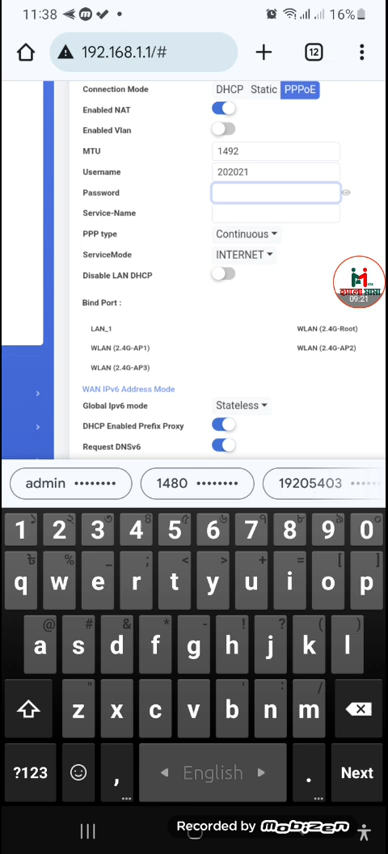 11:38
16%
192.168.1.1/#
12
Connection Mode DHCP Static PPPoE
Enabled NAT
Enabled Vlan
MTU 1492
Username 202021
Password
Service-Name
PPP type Continuous
ServiceMode INTERNET
Disable LAN DHCP
09:21
Bind Port :
LAN_1 WLAN (2.4G-Root)
WLAN (2.4G-AP1) WLAN (2.4G-AP2)
WLAN (2.4G-AP3)
WAN IPv6 Address Mode
Global Ipv6 mode Stateless
DHCP Enabled Prefix Proxy
Request DNSv6
admin •••••••• 1480 •••••••• 19205403 ••••••
1 2 3 4 5 6 7 8 9 0
% _ ; < > + = [ ]
q w e r t y u i o p
@ # & * - ! ? ( )
a s d f g h j k l
" ' : /
z x c v b n m
?123 , English . Next
Recorded by MOBIZEN